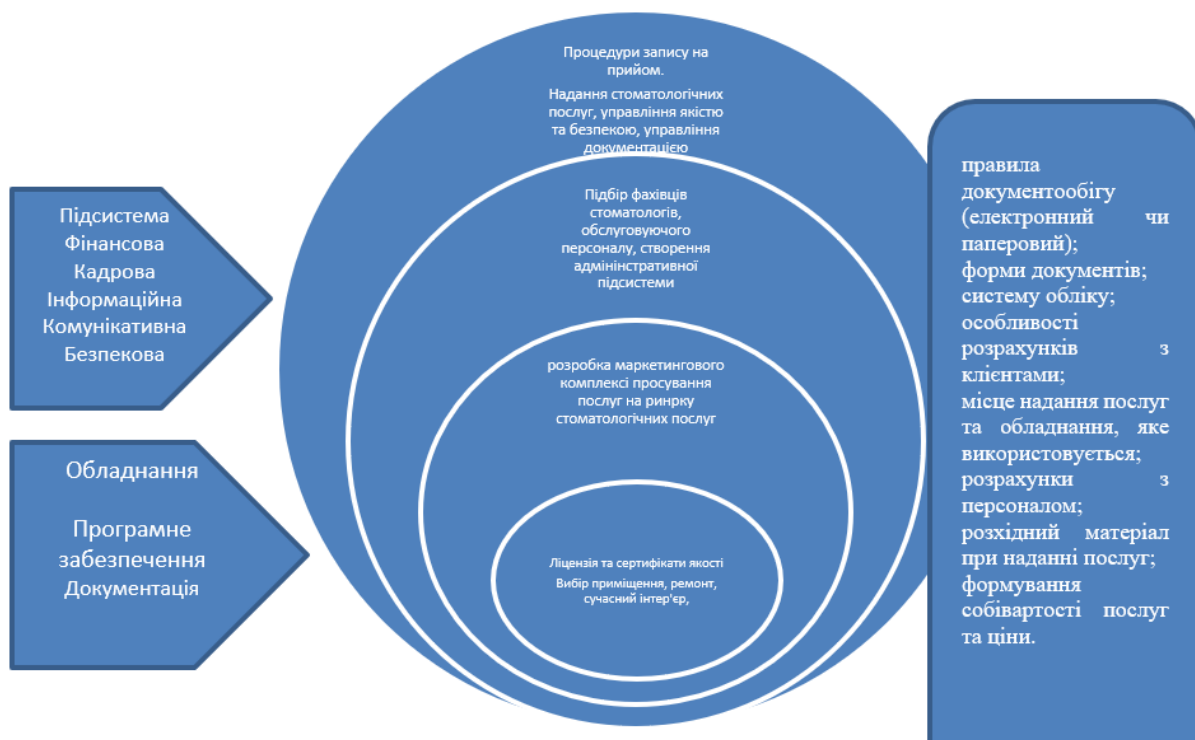 Підсистема
Фінансова
Кадрова
Інформаційна
Комунікативна
Безпекова
Обладнання
Програмне
забезпечення
Документація
Процедури запису на
прийом.
Надання стоматологічних
послуг, управління якістю
та безпекою, управління
документацією
Підбір фахівців
стоматологів,
обслуговуючого
персоналу, створення
адмінінстративної
підсистеми
розробка маркетингового
комплексі просування
послуг на ринрку
стоматологічних послуг
Ліцензія та сертифікати якості
Вибір приміщення, ремонт,
сучасний інтер'єр,
правила
документообігу
(електронний чи
паперовий);
форми документів;
систему обліку;
особливості
розрахунків з
клієнтами;
місце надання послуг
та обладнання, яке
використовується;
розрахунки з
персоналом;
розхідний матеріал
при наданні послуг;
формування
собівартості послуг
та ціни.